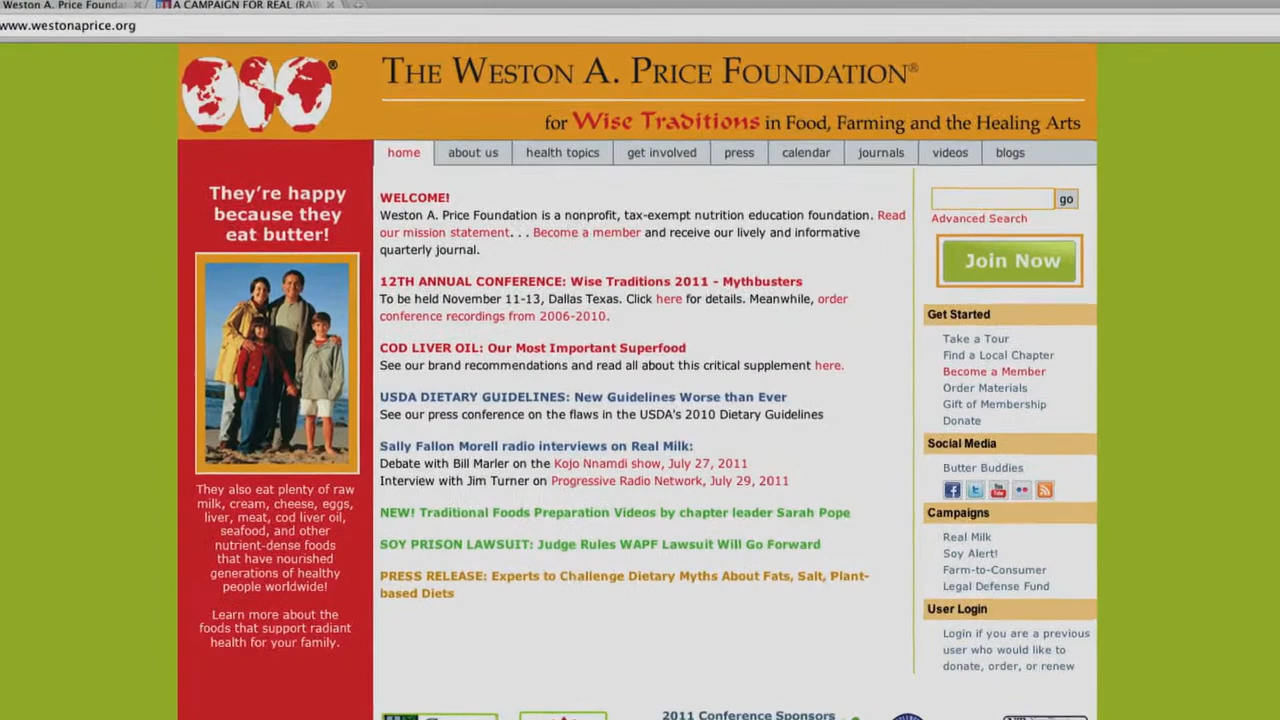 Weston A. Price Founda
A CAMPAIGN FOR REAL (RAW
www.westonaprice.org
THE WESTON A. PRICE FOUNDATION®
for Wise Traditions in Food, Farming and the Healing Arts
home about us health topics get involved press calendar journals videos blogs
They're happy
because they
eat butter!
They also eat plenty of raw
milk, cream, cheese, eggs,
liver, meat, cod liver oil,
seafood, and other
nutrient-dense foods
that have nourished
generations of healthy
people worldwide!
Learn more about the
foods that support radiant
health for your family.
WELCOME!
Weston A. Price Foundation is a nonprofit, tax-exempt nutrition education foundation. Read
our mission statement. . . Become a member and receive our lively and informative
quarterly journal.
12TH ANNUAL CONFERENCE: Wise Traditions 2011 - Mythbusters
To be held November 11-13, Dallas Texas. Click here for details. Meanwhile, order
conference recordings from 2006-2010.
COD LIVER OIL: Our Most Important Superfood
See our brand recommendations and read all about this critical supplement here.
USDA DIETARY GUIDELINES: New Guidelines Worse than Ever
See our press conference on the flaws in the USDA's 2010 Dietary Guidelines
Sally Fallon Morell radio interviews on Real Milk:
Debate with Bill Marler on the Kojo Nnamdi show, July 27, 2011
Interview with Jim Turner on Progressive Radio Network, July 29, 2011
NEW! Traditional Foods Preparation Videos by chapter leader Sarah Pope
SOY PRISON LAWSUIT: Judge Rules WAPF Lawsuit Will Go Forward
PRESS RELEASE: Experts to Challenge Dietary Myths About Fats, Salt, Plant-
based Diets
2011 Conference Sponsors
go
Advanced Search
Join Now
Get Started
Take a Tour
Find a Local Chapter
Become a Member
Order Materials
Gift of Membership
Donate
Social Media
Butter Buddies
Campaigns
Real Milk
Soy Alert!
Farm-to-Consumer
Legal Defense Fund
User Login
Login if you are a previous
user who would like to
donate, order, or renew